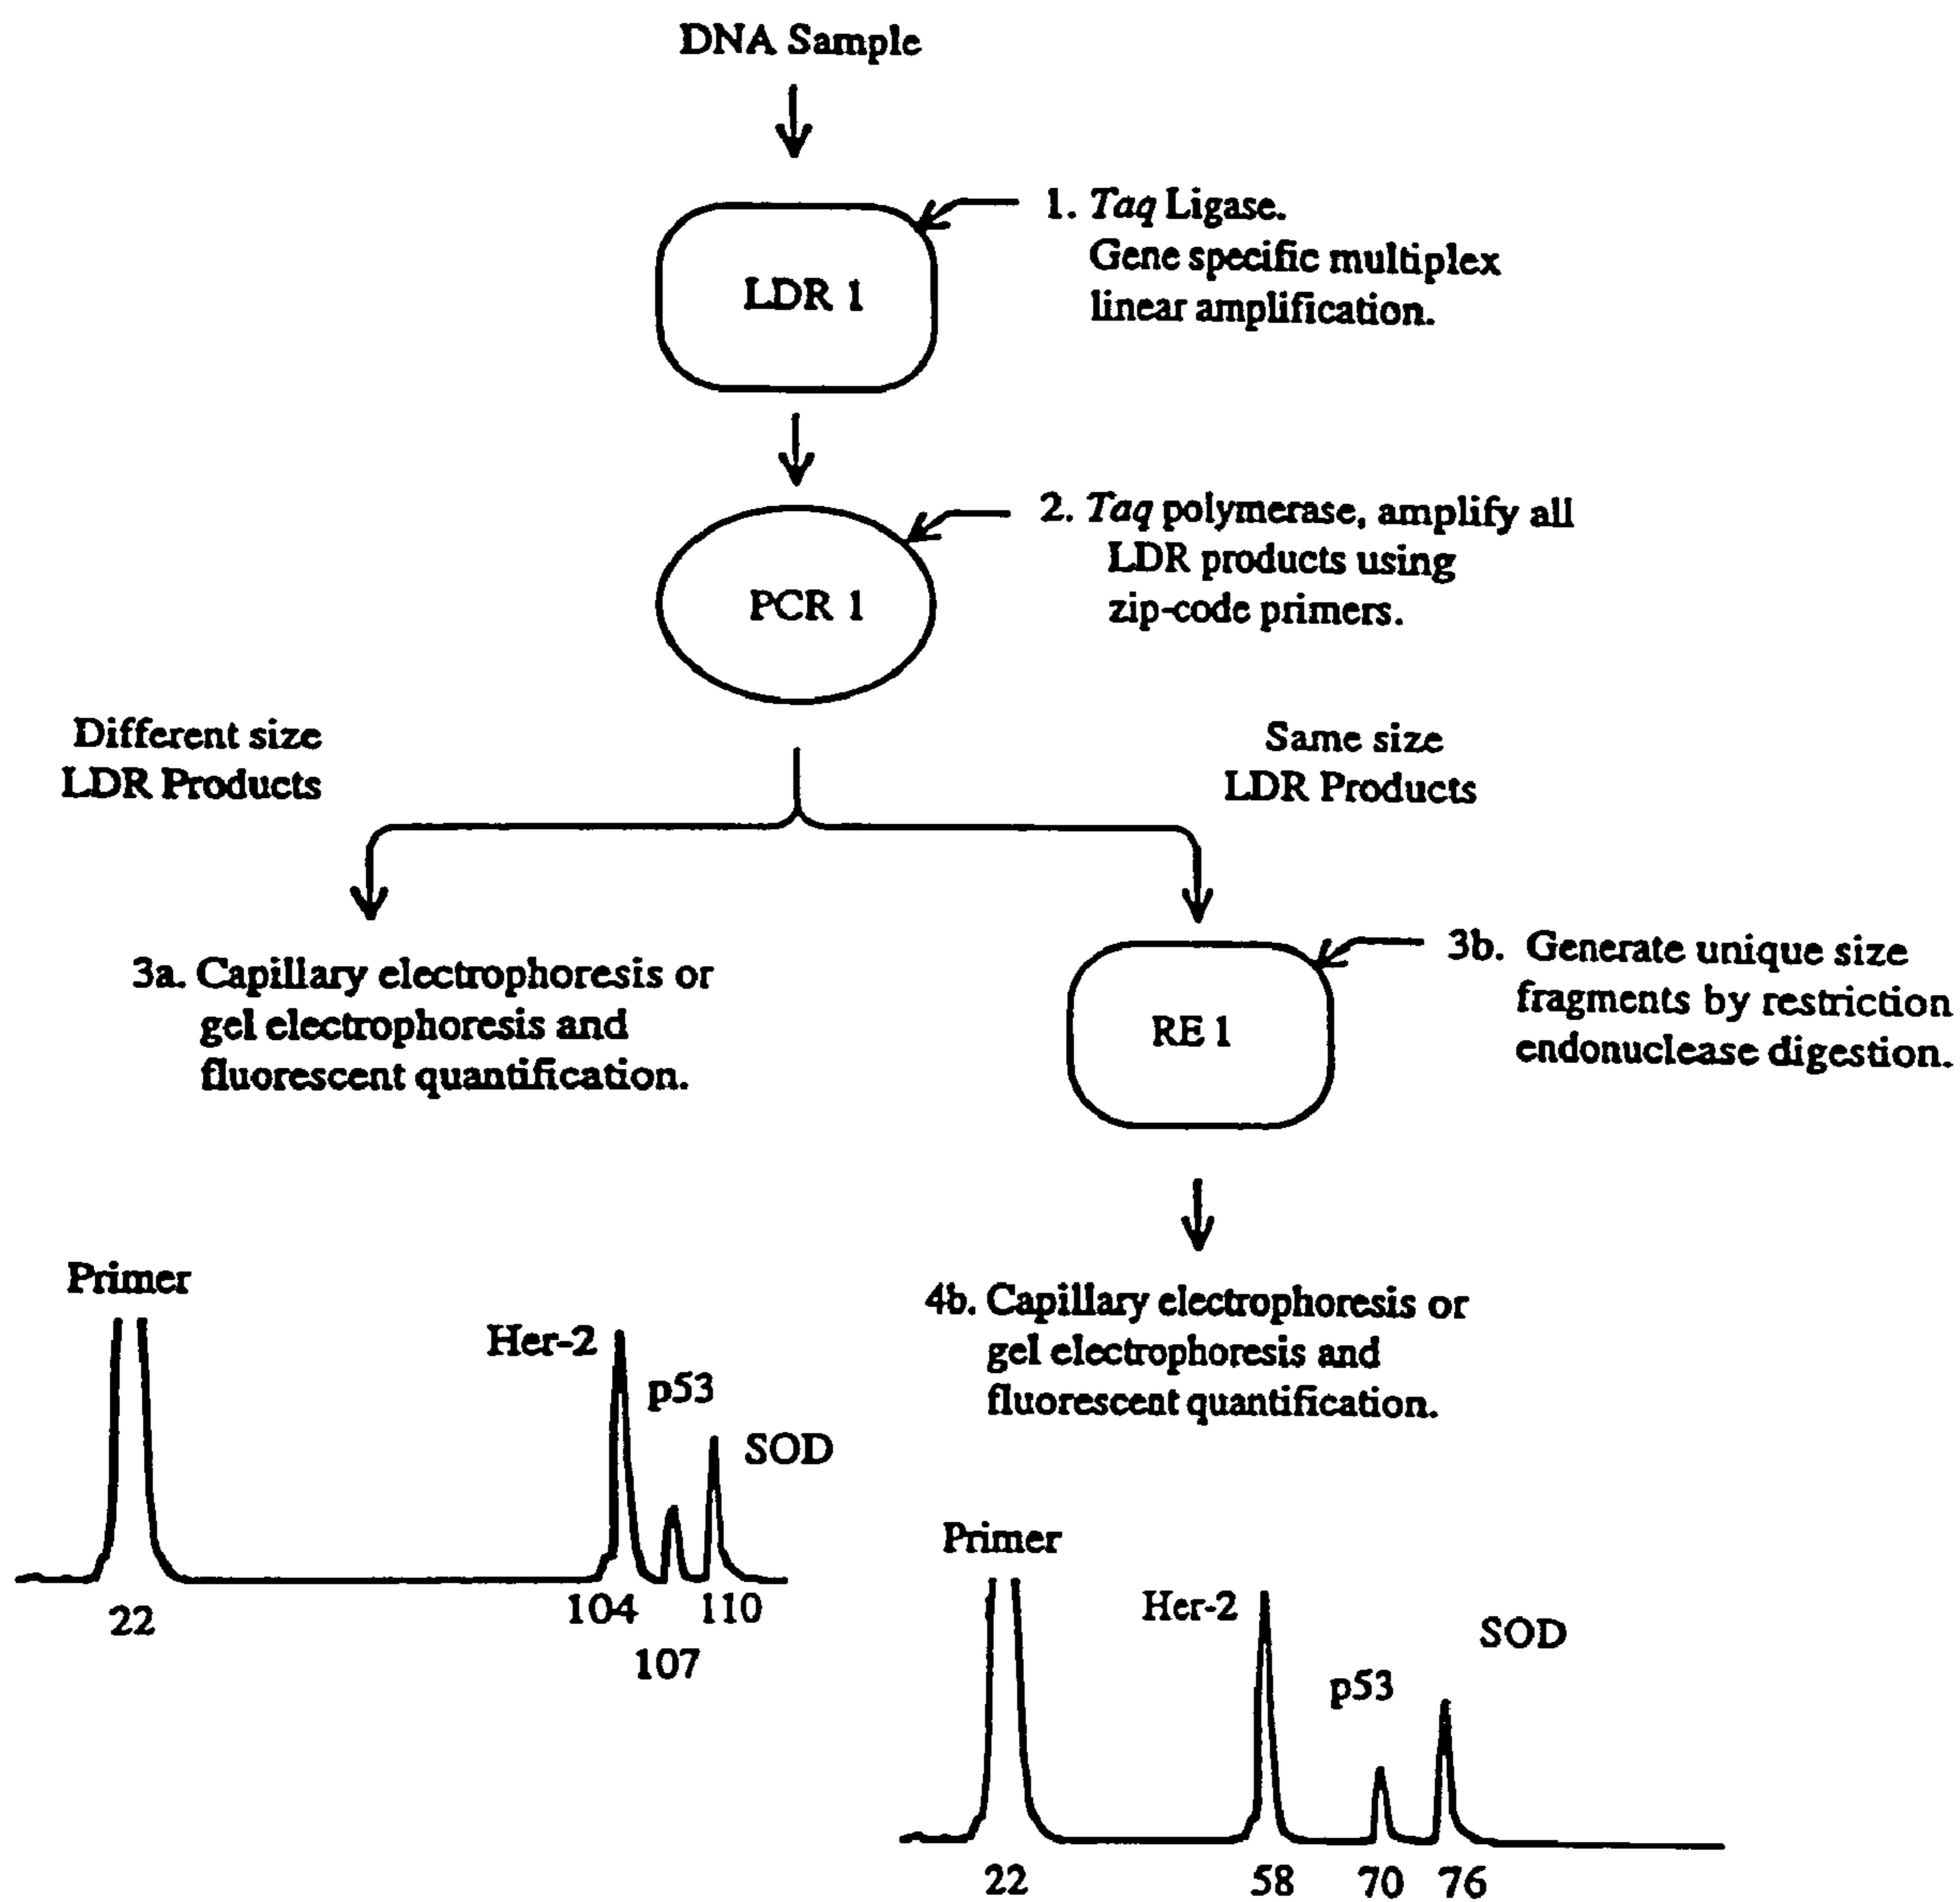 DNA Sample
1. Taq Ligase.
Gene specific multiplex
linear amplification.
LDR 1
2. Taq polymerase, amplify all
LDR products using
zip-code primers.
PCR 1
Different size
LDR Products
Same size
LDR Products
3a. Capillary electrophoresis or
gel electrophoresis and
fluorescent quantification.
3b. Generate unique size
fragments by restriction
endonuclease digestion.
RE 1
Primer
Her-2
p53
SOD
22
104
107
110
4b. Capillary electrophoresis or
gel electrophoresis and
fluorescent quantification.
Primer
Her-2
p53
SOD
22
58
70
76